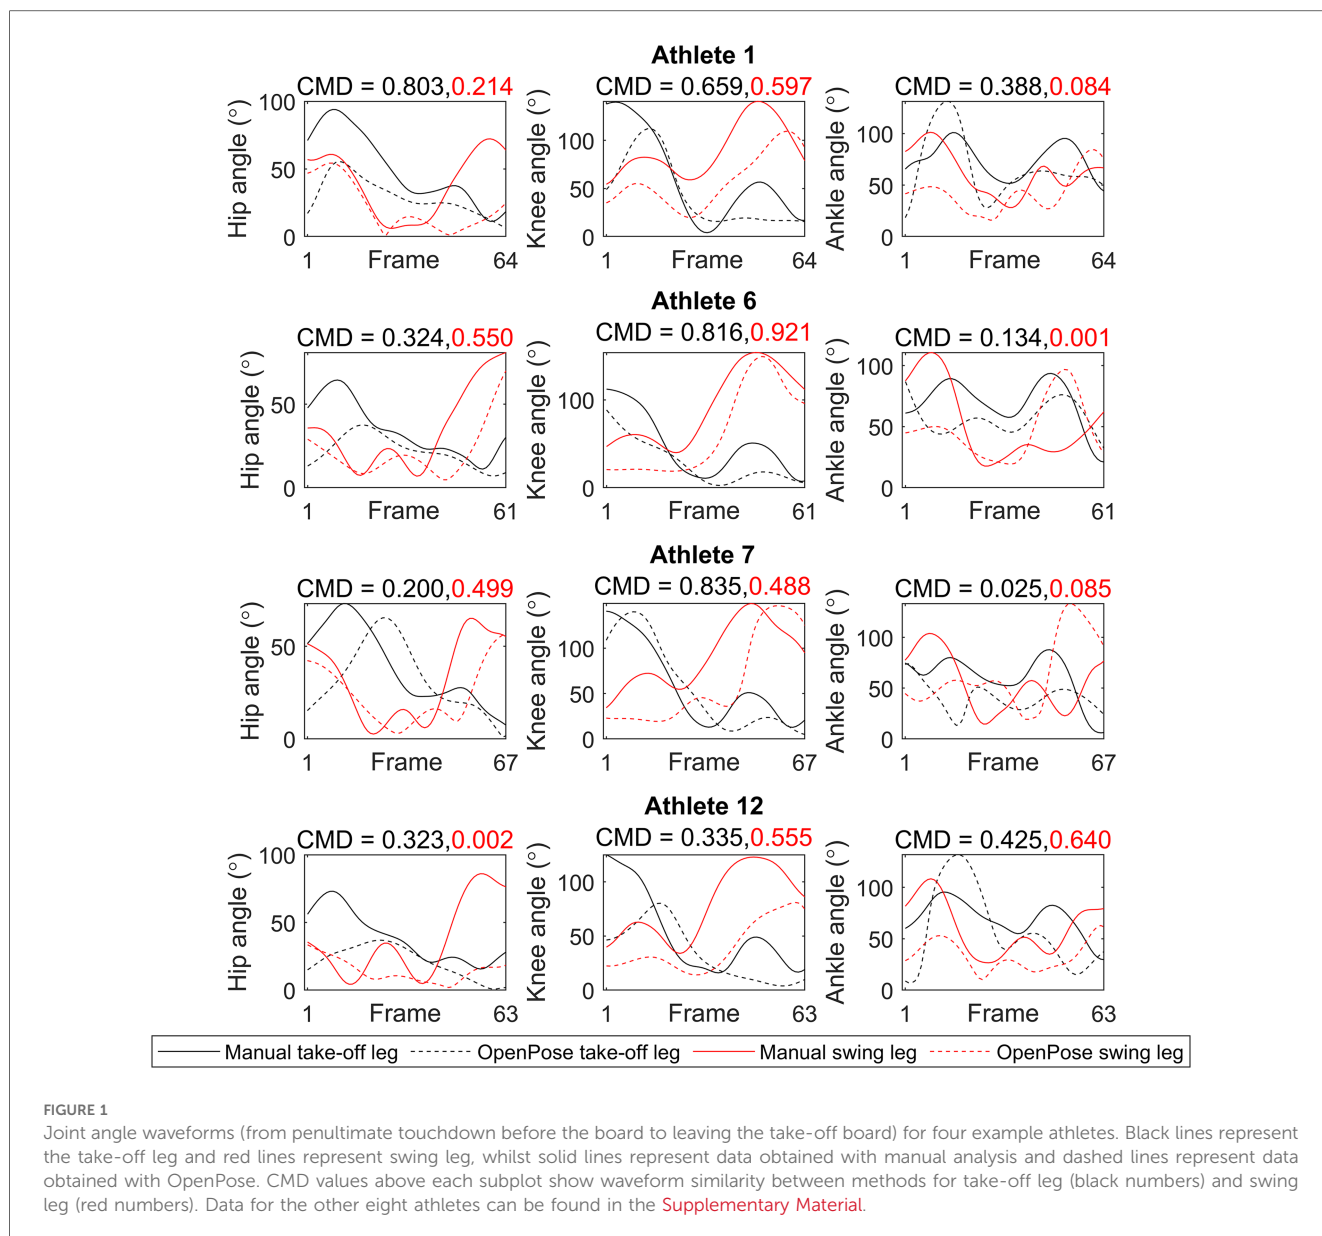 Athlete 1
CMD = 0.803,0.214
CMD = 0.659,0.597
CMD = 0.388,0.084
Hip angle (°)
100
50
0
1
Frame
64
Knee angle (°)
100
50
0
1
Frame
64
Ankle angle (°)
100
50
0
1
Frame
64
Athlete 6
CMD = 0.324,0.550
CMD = 0.816,0.921
CMD = 0.134,0.001
Hip angle (°)
50
0
1
Frame
61
Knee angle (°)
100
0
1
Frame
61
Ankle angle (°)
100
50
0
1
Frame
61
Athlete 7
CMD = 0.200,0.499
CMD = 0.835,0.488
CMD = 0.025,0.085
Hip angle (°)
50
0
1
Frame
67
Knee angle (°)
100
50
0
1
Frame
67
Ankle angle (°)
100
50
0
1
Frame
67
Athlete 12
CMD = 0.323,0.002
CMD = 0.335,0.555
CMD = 0.425,0.640
Hip angle (°)
100
50
0
1
Frame
63
Knee angle (°)
100
50
0
1
Frame
63
Ankle angle (°)
100
50
0
1
Frame
63
Manual take-off leg
OpenPose take-off leg
Manual swing leg
OpenPose swing leg
FIGURE 1
Joint angle waveforms (from penultimate touchdown before the board to leaving the take-off board) for four example athletes. Black lines represent
the take-off leg and red lines represent swing leg, whilst solid lines represent data obtained with manual analysis and dashed lines represent data
obtained with OpenPose. CMD values above each subplot show waveform similarity between methods for take-off leg (black numbers) and swing
leg (red numbers). Data for the other eight athletes can be found in the Supplementary Material.